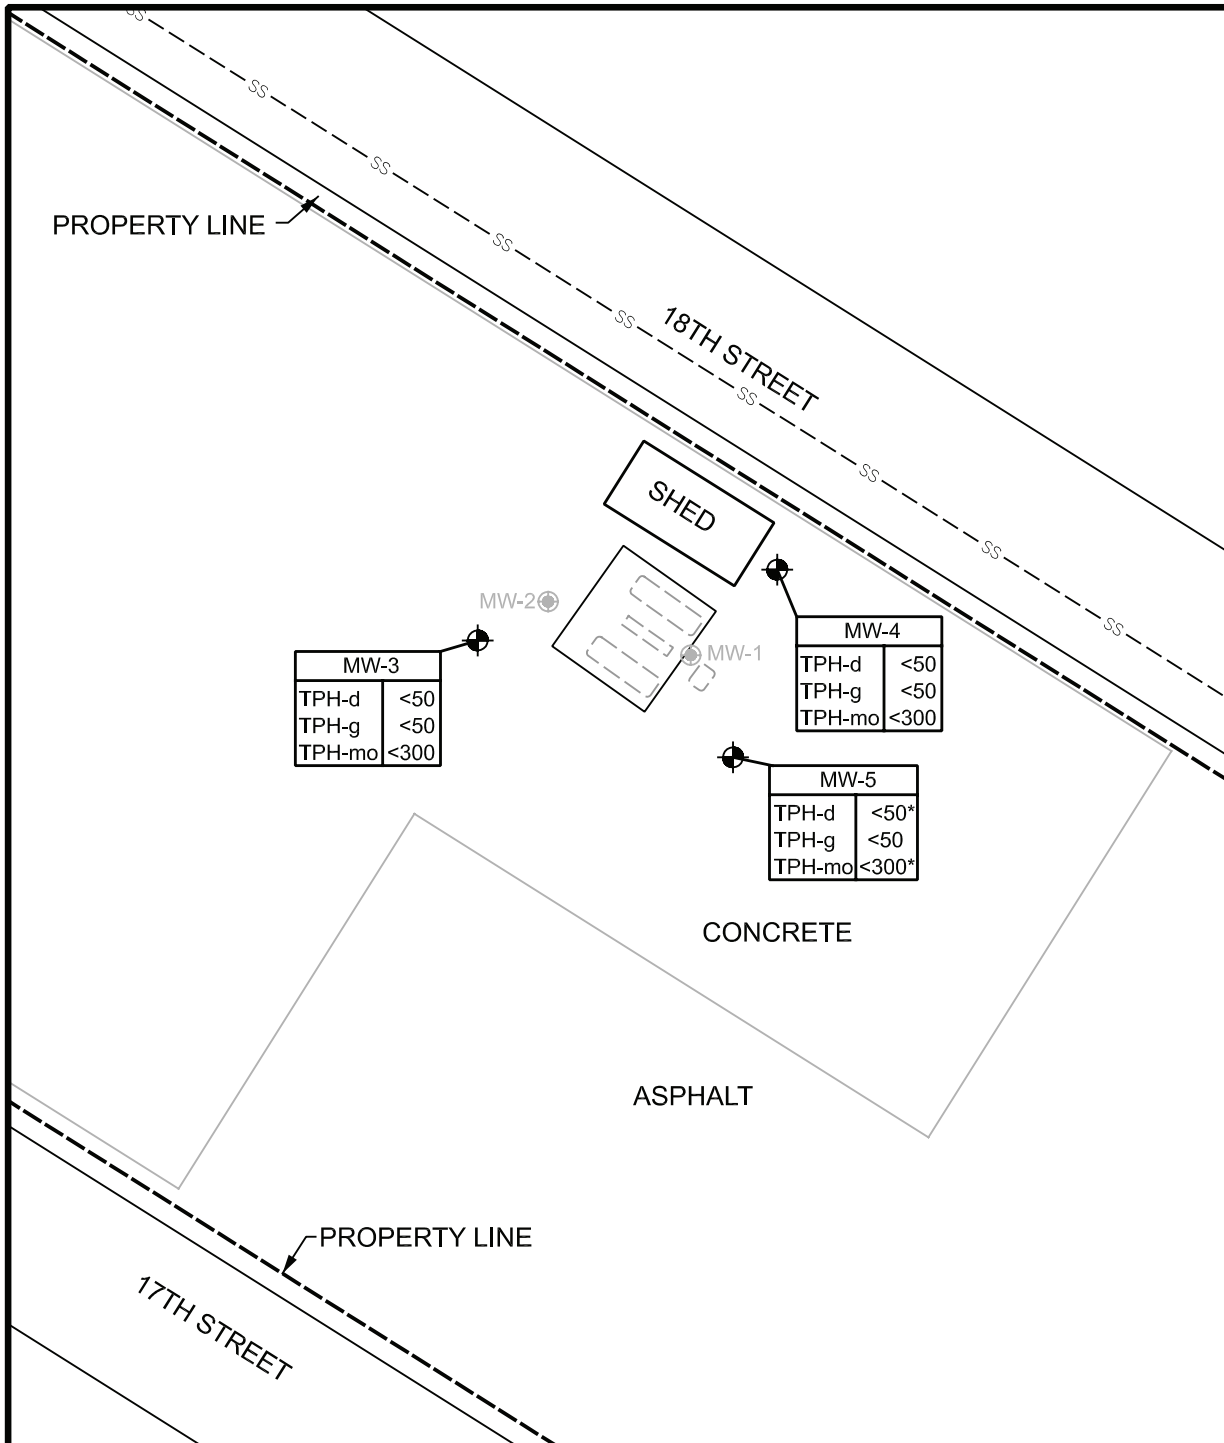 SS
SS
SS
PROPERTY LINE
SS
SS
18TH STREET
SS
SS
SHED
SS
MW-2
MW-1
SS
MW-4
TPH-d <50
TPH-g <50
TPH-mo <300
MW-3
TPH-d <50
TPH-g <50
TPH-mo <300
MW-5
TPH-d <50*
TPH-g <50
TPH-mo <300*
CONCRETE
ASPHALT
PROPERTY LINE
17TH STREET